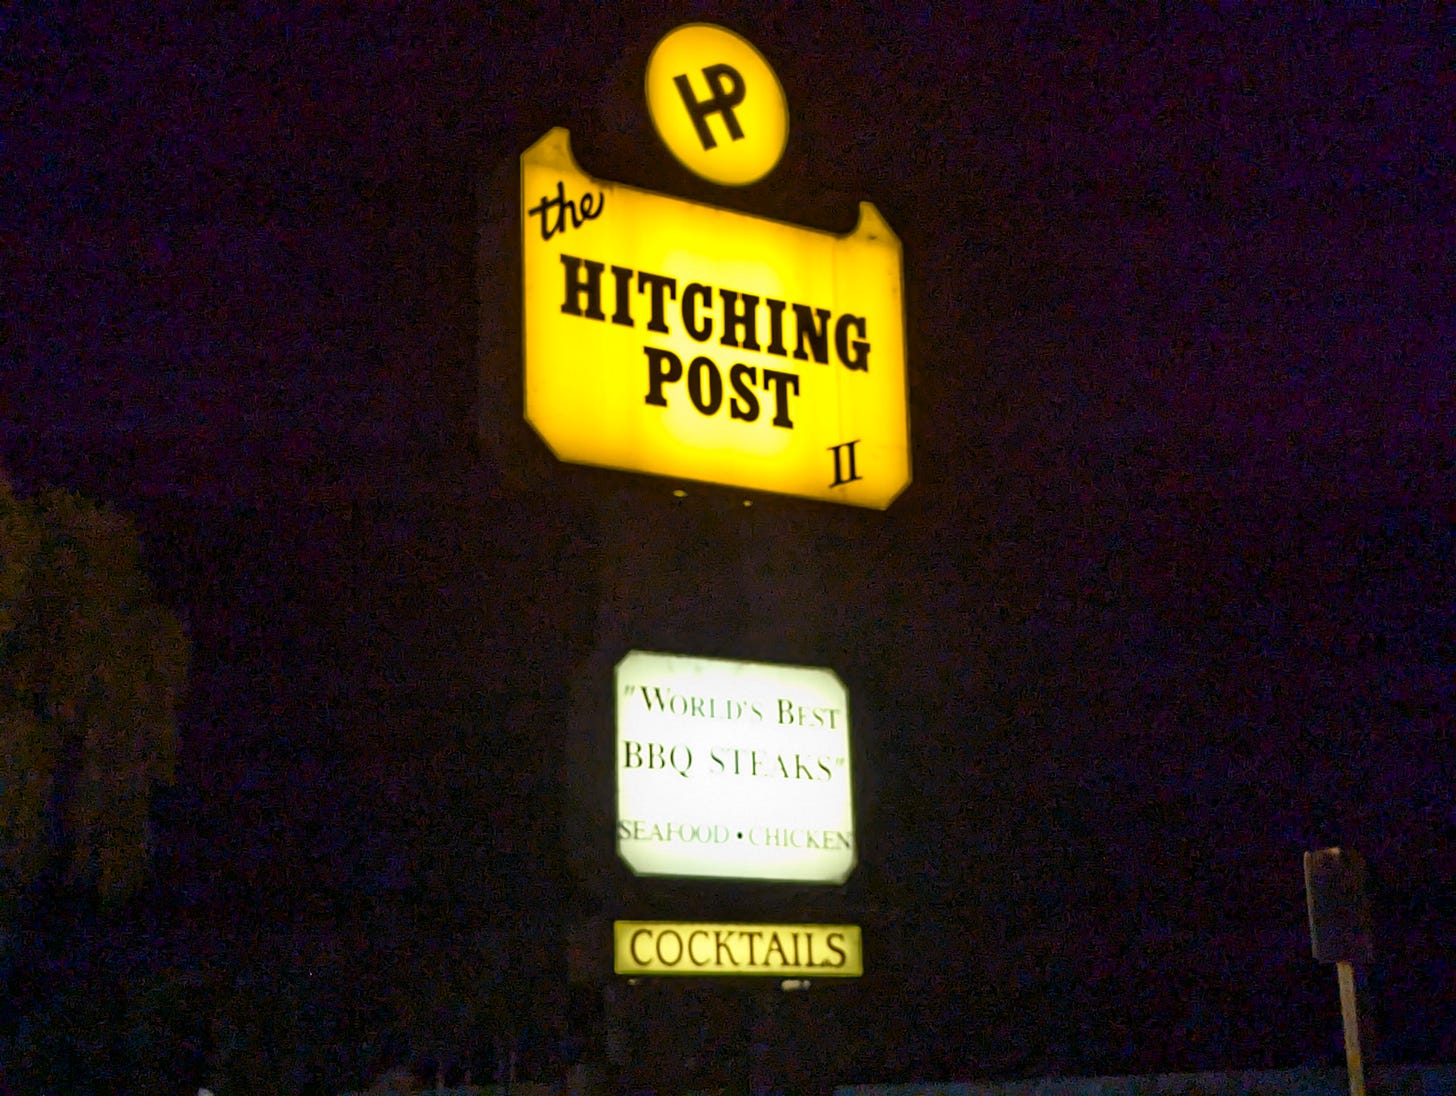 HP
the
HITCHING
POST
II
"WORLD'S BEST
BBQ STEAKS"
SEAFOOD • CHICKEN
COCKTAILS